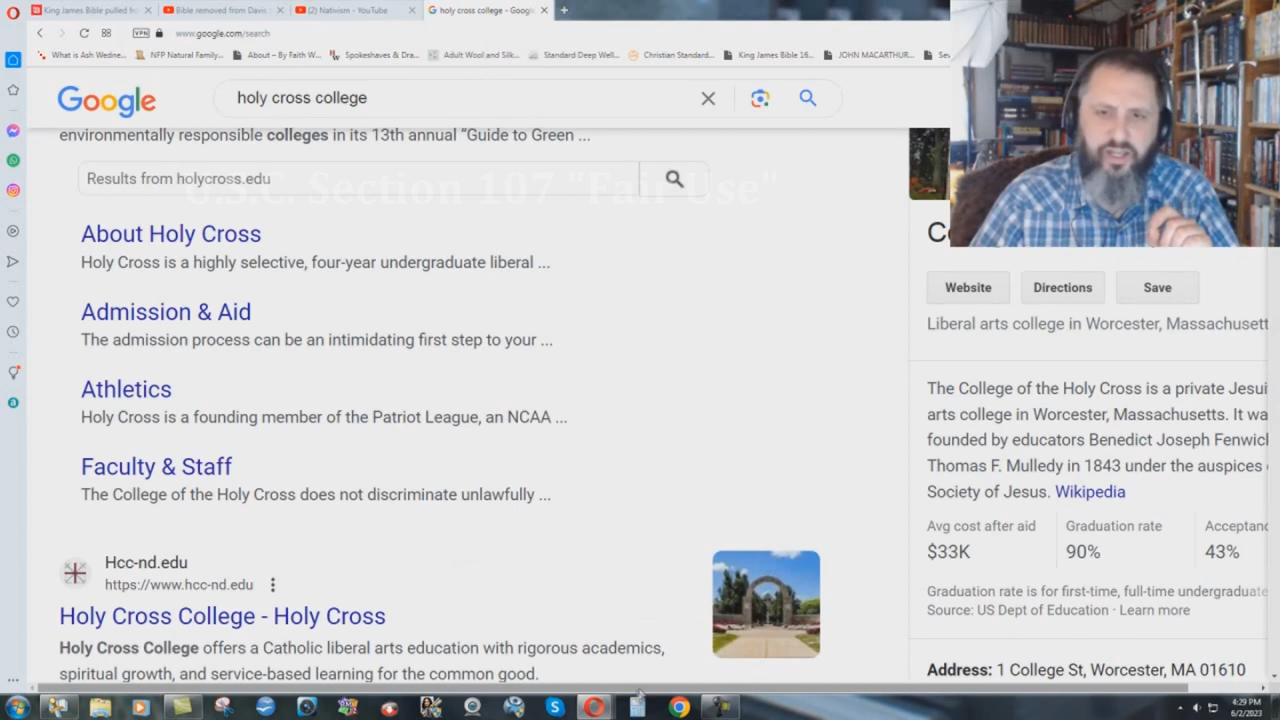 King James Bible pulled fr
Bible removed from Davis
(2) Nativism - YouTube
holy cross college - Googl
VPN
www.google.com/search
What is Ash Wedne...
NFP Natural Family...
About – By Faith W...
Spokeshaves & Dra...
Adult Wool and Silk...
Standard Deep Well...
Christian Standard...
King James Bible 16...
JOHN MACARTHUR...
Google
holy cross college
environmentally responsible colleges in its 13th annual “Guide to Green ...
Results from holycross.edu
U.S.C. Section 107 "Fair Use"
About Holy Cross
Holy Cross is a highly selective, four-year undergraduate liberal ...
Admission & Aid
The admission process can be an intimidating first step to your ...
Athletics
Holy Cross is a founding member of the Patriot League, an NCAA ...
Faculty & Staff
The College of the Holy Cross does not discriminate unlawfully ...
Hcc-nd.edu
https://www.hcc-nd.edu
Holy Cross College - Holy Cross
Holy Cross College offers a Catholic liberal arts education with rigorous academics,
spiritual growth, and service-based learning for the common good.
Website
Directions
Save
Liberal arts college in Worcester, Massachusett
The College of the Holy Cross is a private Jesui
arts college in Worcester, Massachusetts. It wa
founded by educators Benedict Joseph Fenwick
Thomas F. Mulledy in 1843 under the auspices
Society of Jesus. Wikipedia
Avg cost after aid
Graduation rate
Acceptanc
$33K
90%
43%
Graduation rate is for first-time, full-time undergraduate
Source: US Dept of Education · Learn more
Address: 1 College St, Worcester, MA 01610
4:29 PM
6/2/2023